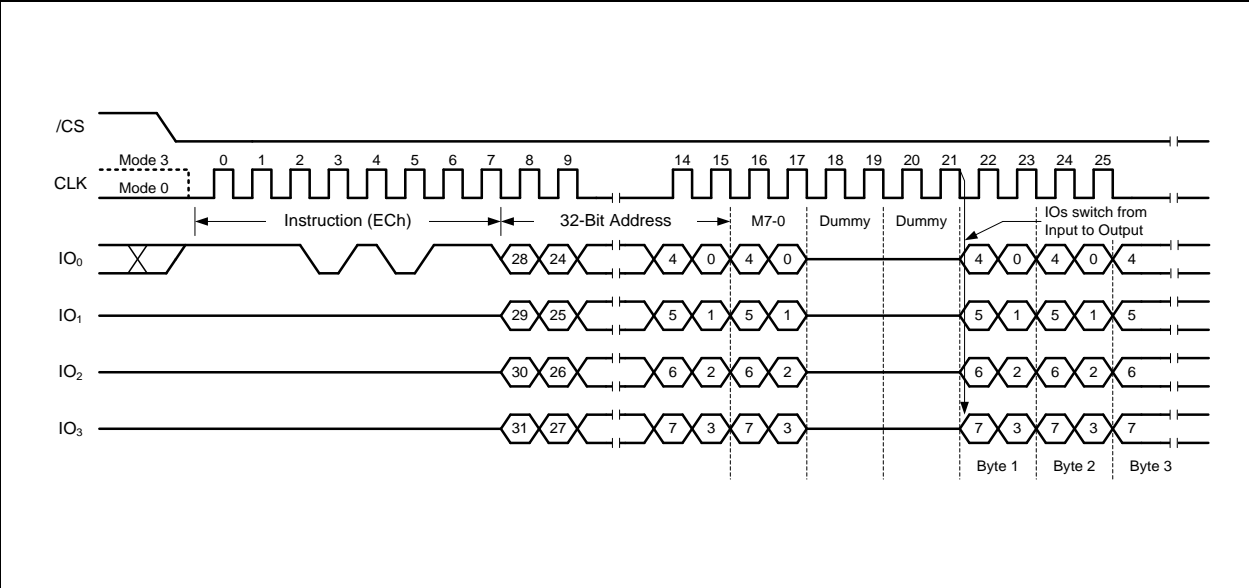 /CS
Mode 3 0 1 2 3 4 5 6 7 8 9 14 15 16 17 18 19 20 21 22 23 24 25
CLK
Mode 0
Instruction (ECh) 32-Bit Address M7-0 Dummy Dummy IOs switch from
Input to Output
IO₀ 28 24 4 0 4 0 4 0 4 0 4
IO₁ 29 25 5 1 5 1 5 1 5 1 5
IO₂ 30 26 6 2 6 2 6 2 6 2 6
IO₃ 31 27 7 3 7 3 7 3 7 3 7
Byte 1 Byte 2 Byte 3